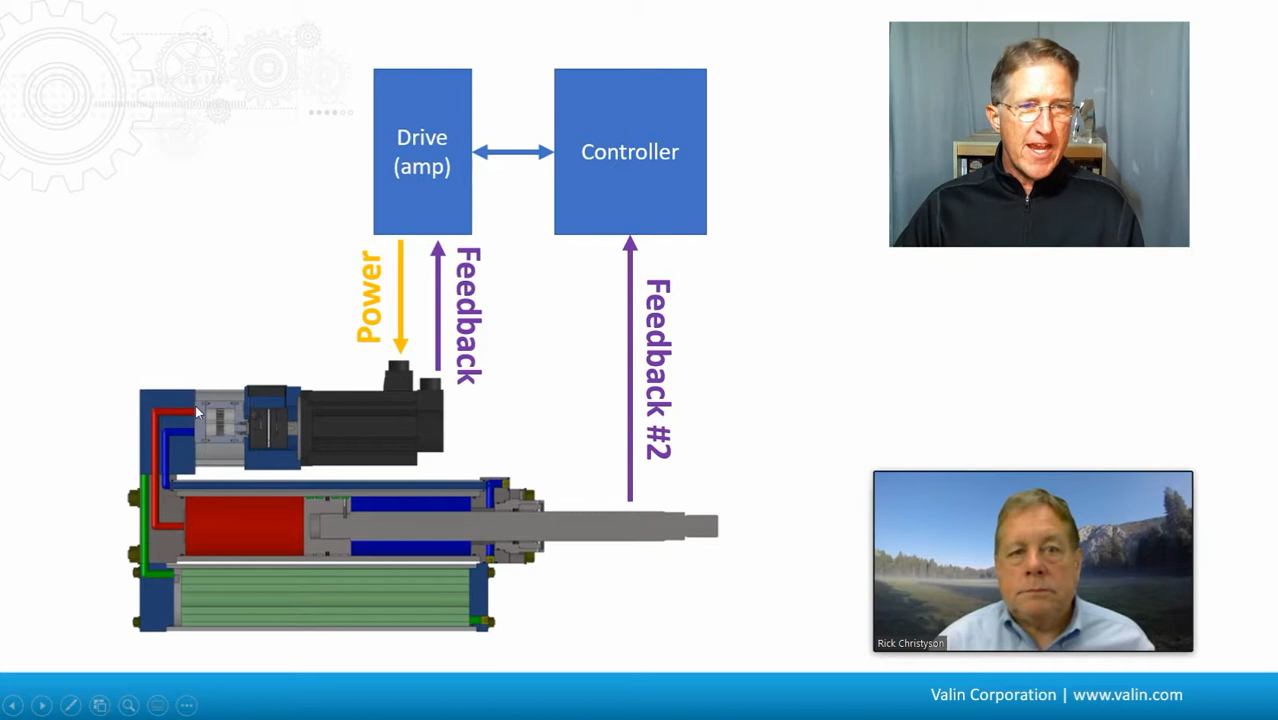 Drive
(amp)
Controller
Power
Feedback
Feedback #2
Rick Christyson
Valin Corporation | www.valin.com